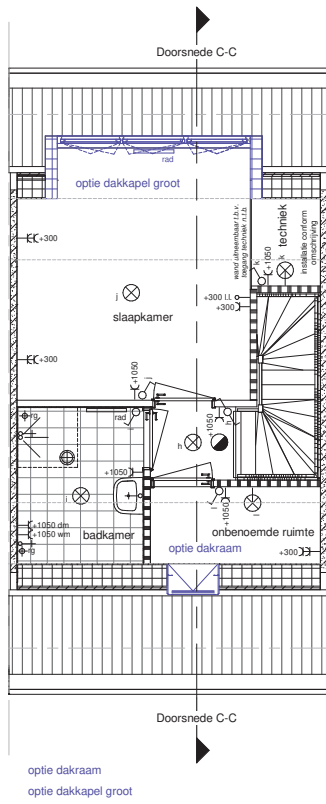 Doorsnede C-C
rad
optie dakkapel groot
wand uitneembaar t.b.v.
toegang techniek n.t.b.
techniek
installatie conform
omschrijving
+300
k
+1050
k
j
slaapkamer
+300 l.l.
+300
+300
+1050
j
rg
rad
i
+1050
h
h
+1050
i
l
l
+1050 dm
+1050 wm
rg
badkamer
+1050
onbenoemde ruimte
optie dakraam
+300
Doorsnede C-C
optie dakraam
optie dakkapel groot